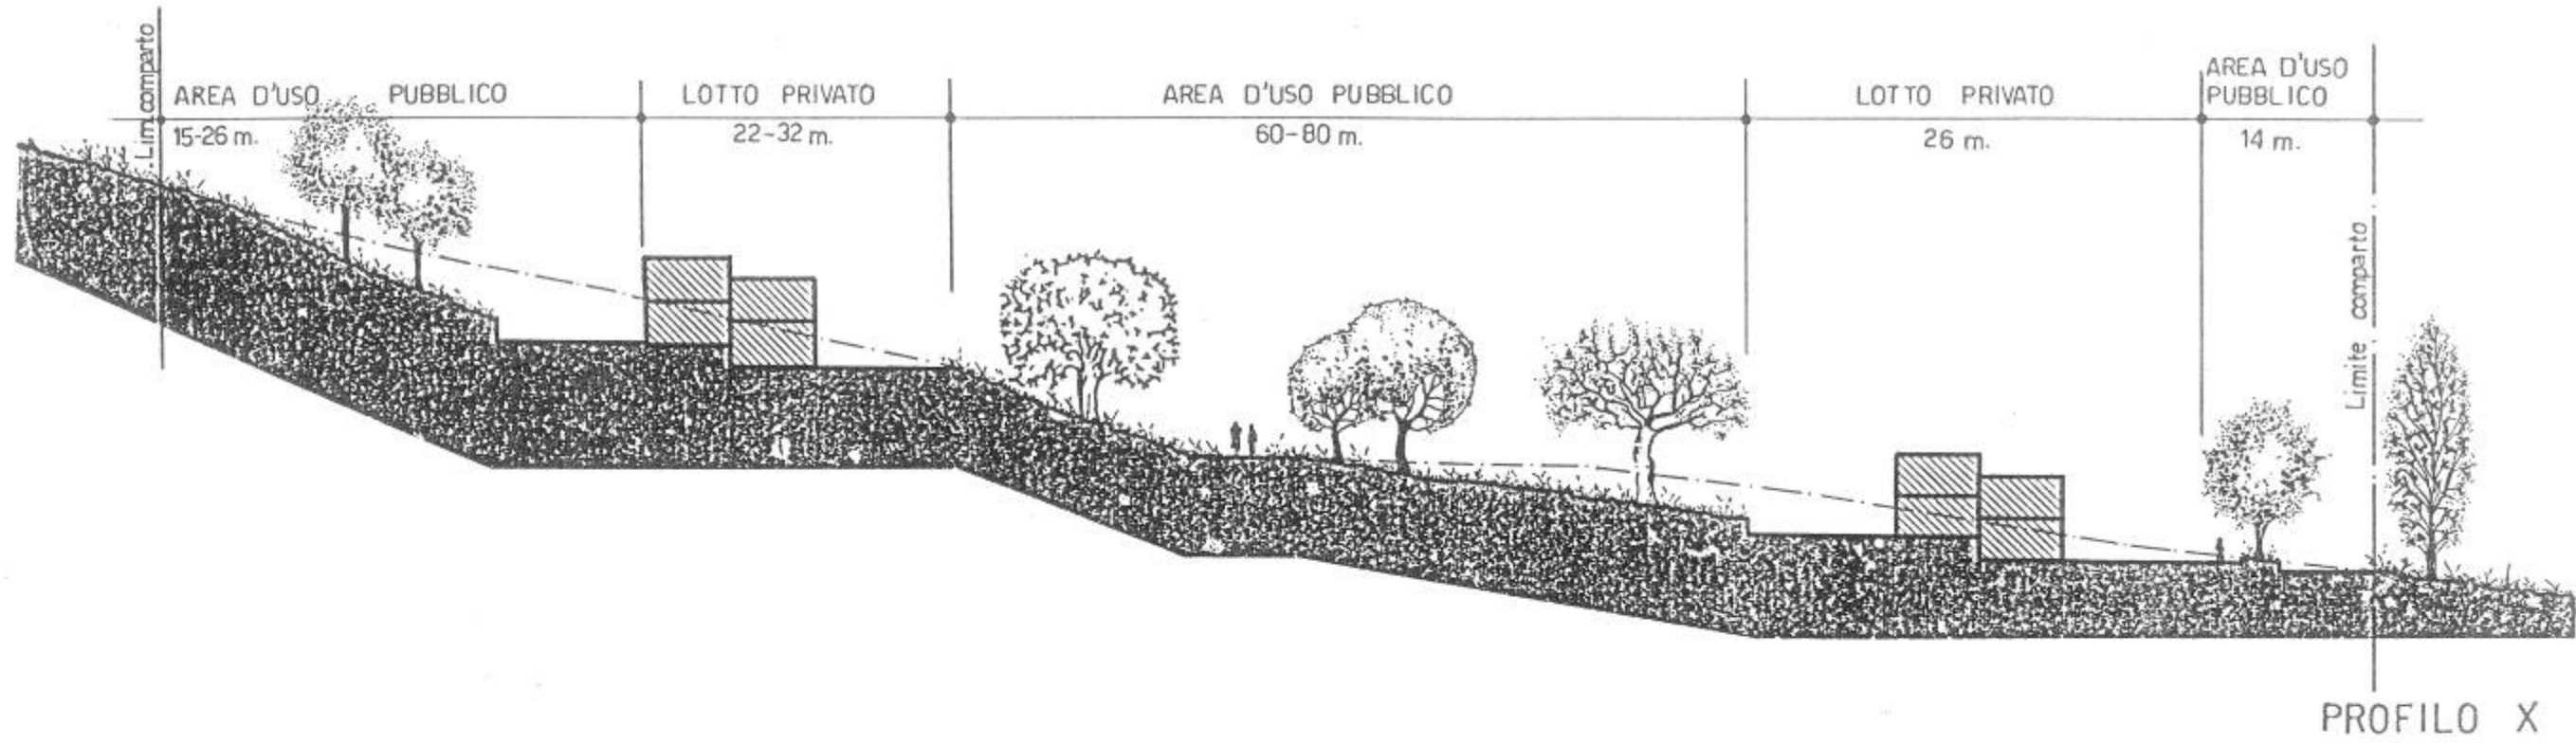 Lim.comparto
AREA D'USO PUBBLICO
15-26 m.
LOTTO PRIVATO
22-32 m.
AREA D'USO PUBBLICO
60-80 m.
LOTTO PRIVATO
26 m.
AREA D'USO
PUBBLICO
14 m.
Limite comparto
PROFILO X